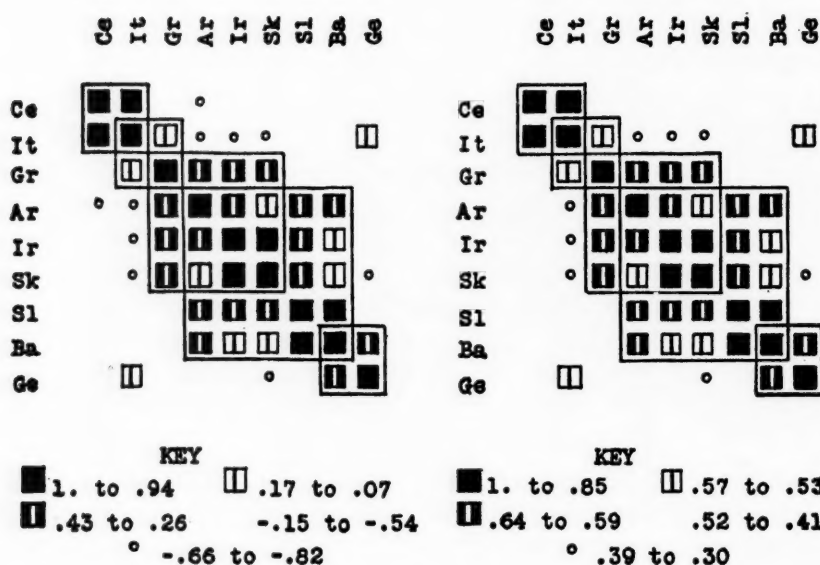 Ce It Gr Ar Ir Sk Sl Ba Ge
Ce
It
Gr
Ar
Ir
Sk
Sl
Ba
Ge
KEY
1. to .94 .17 to .07
.43 to .26 -.15 to -.54
-.66 to -.82
Ce It Gr Ar Ir Sk Sl Ba Ge
Ce
It
Gr
Ar
Ir
Sk
Sl
Ba
Ge
KEY
1. to .85 .57 to .53
.64 to .59 .52 to .41
.39 to .30